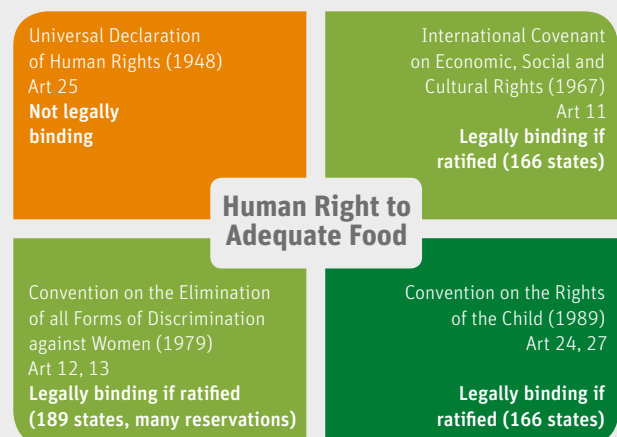 Universal Declaration
of Human Rights (1948)
Art 25
Not legally
binding
International Covenant
on Economic, Social and
Cultural Rights (1967)
Art 11
Legally binding if
ratified (166 states)
Human Right to
Adequate Food
Convention on the Elimination
of all Forms of Discrimination
against Women (1979)
Art 12, 13
Legally binding if ratified
(189 states, many reservations)
Convention on the Rights
of the Child (1989)
Art 24, 27
Legally binding if
ratified (166 states)